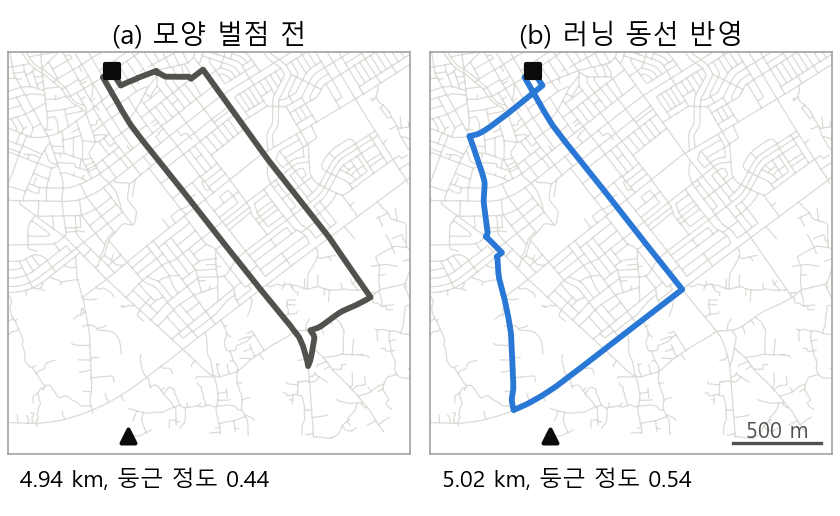 (a) 모양 벌점 전
(b) 러닝 동선 반영
500 m
4.94 km, 둥근 정도 0.44
5.02 km, 둥근 정도 0.54